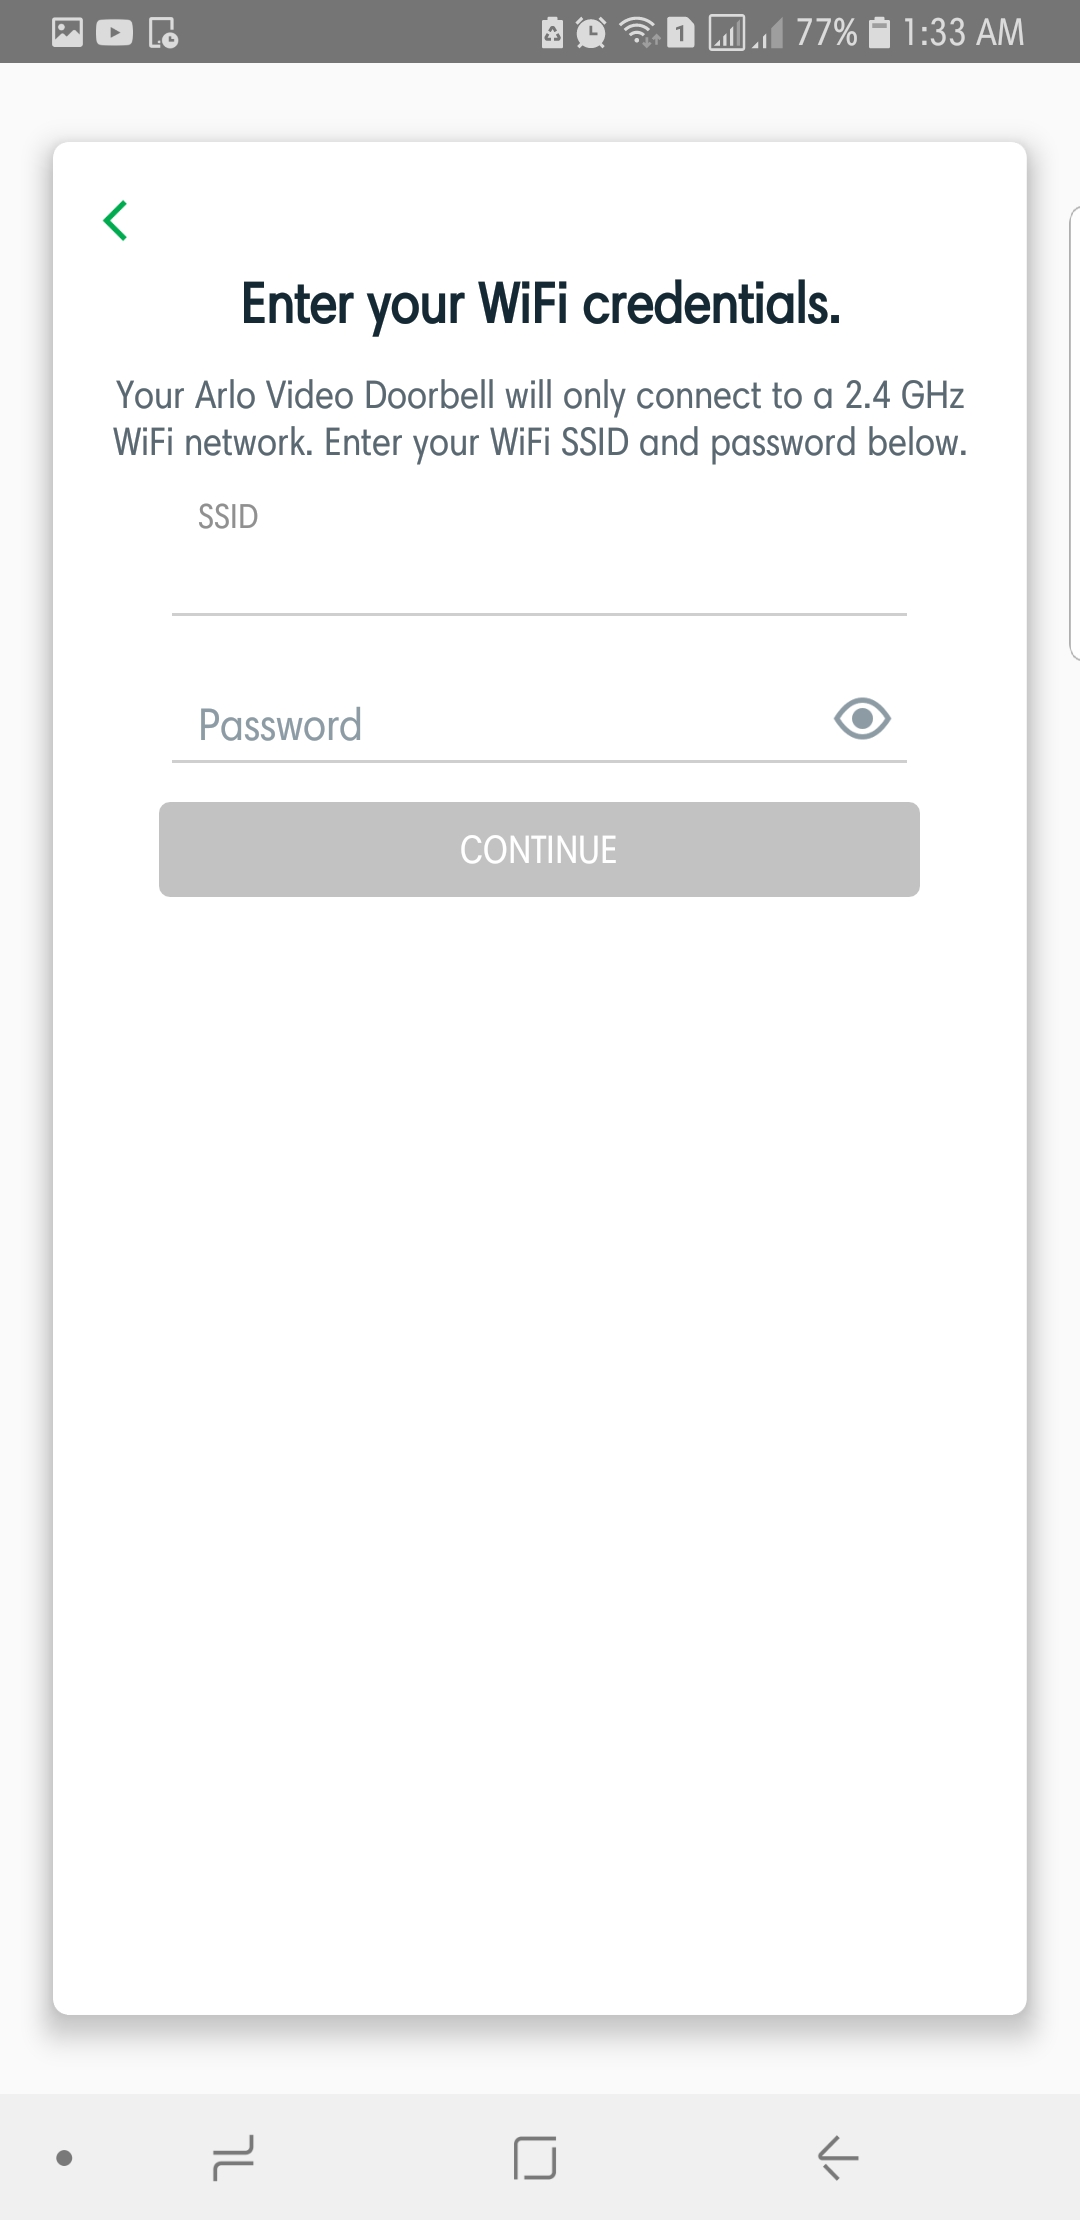 1 77% 1:33 AM
Enter your WiFi credentials.
Your Arlo Video Doorbell will only connect to a 2.4 GHz
WiFi network. Enter your WiFi SSID and password below.
SSID
Password
CONTINUE